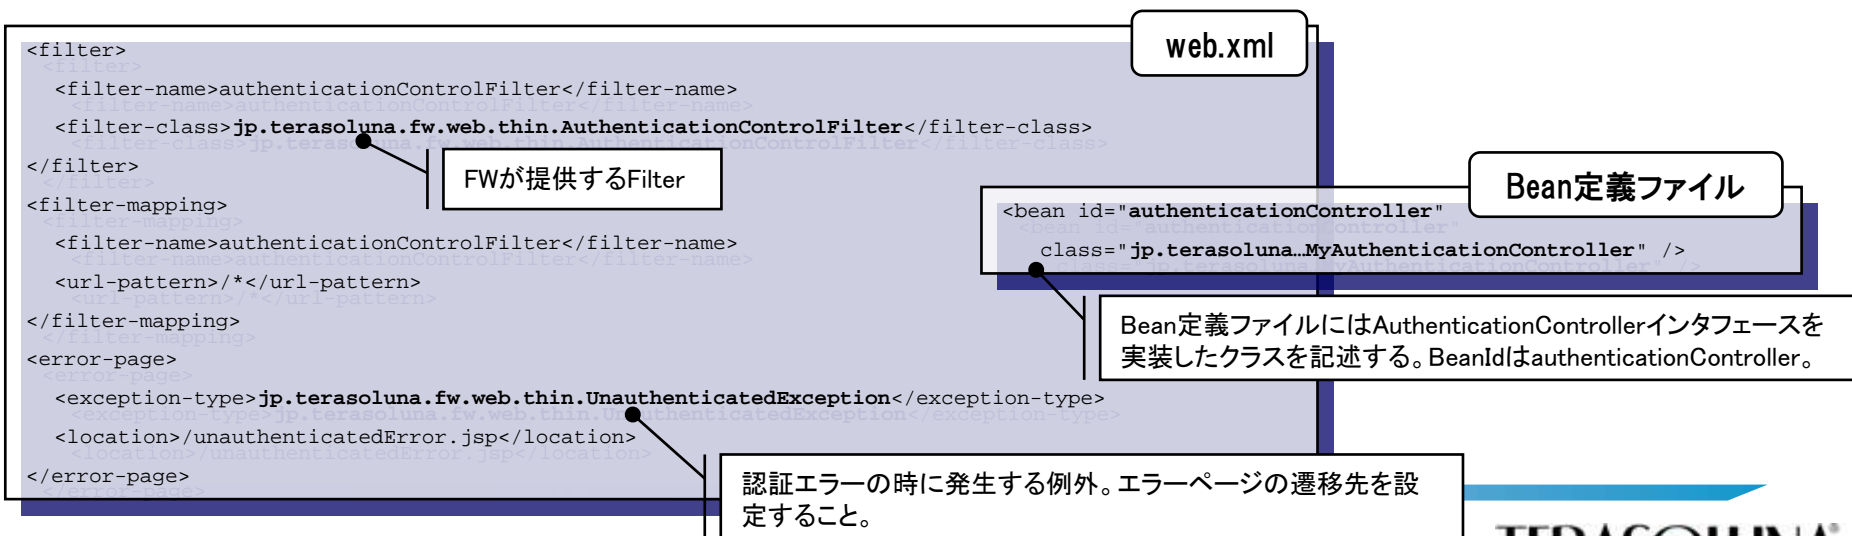 web.xml
<filter>
<filter-name>authenticationControlFilter</filter-name>
<filter-class>jp.terasoluna.fw.web.thin.AuthenticationControlFilter</filter-class>
</filter>
FWが提供するFilter
<filter-mapping>
<filter-name>authenticationControlFilter</filter-name>
<url-pattern>/*</url-pattern>
</filter-mapping>
<error-page>
<exception-type>jp.terasoluna.fw.web.thin.UnauthenticatedException</exception-type>
<location>/unauthenticatedError.jsp</location>
</error-page>
認証エラーの時に発生する例外。エラーページの遷移先を設
定すること。
Bean定義ファイル
<bean id="authenticationController"
class="jp.terasoluna…MyAuthenticationController" />
Bean定義ファイルにはAuthenticationControllerインタフェースを
実装したクラスを記述する。BeanIdはauthenticationController。
TERASOLUNA